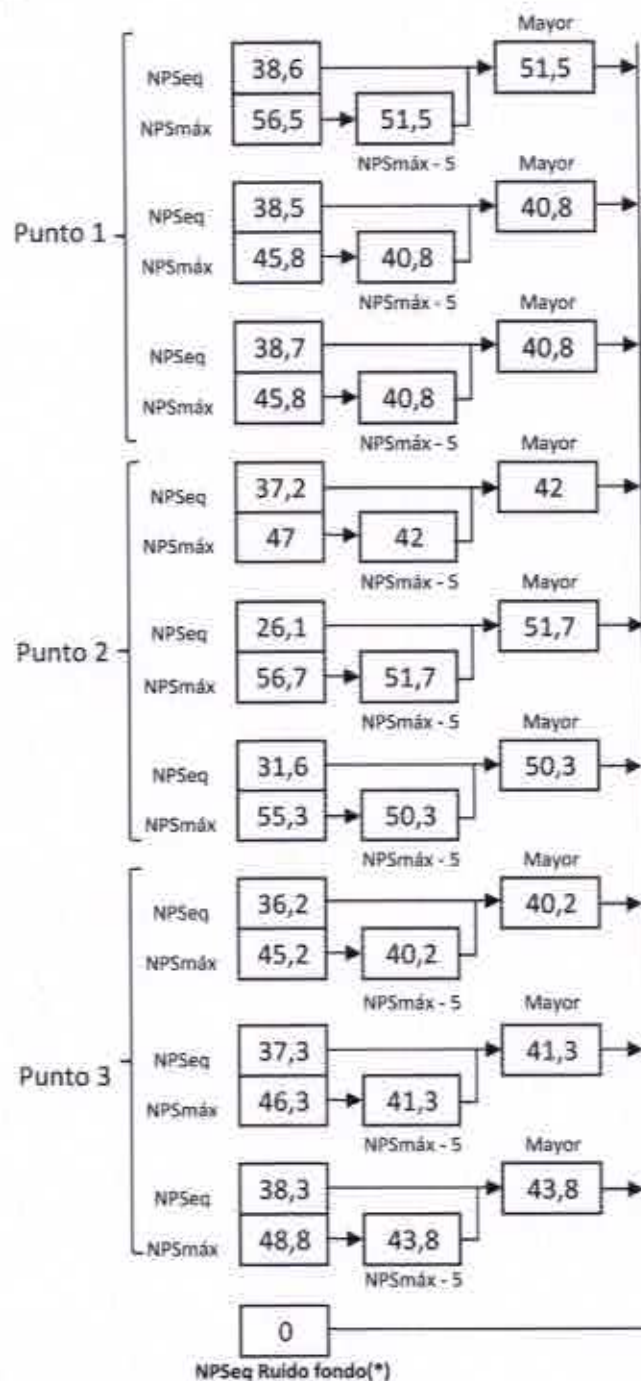 Mayor
NPSeq 38,6 51,5
NPSmáx 56,5 51,5
NPSmáx - 5
Mayor
NPSeq 38,5 40,8
Punto 1
NPSmáx 45,8 40,8
NPSmáx - 5
Mayor
NPSeq 38,7 40,8
NPSmáx 45,8 40,8
NPSmáx - 5
Mayor
NPSeq 37,2 42
NPSmáx 47 42
NPSmáx - 5
Mayor
NPSeq 26,1 51,7
Punto 2
NPSmáx 56,7 51,7
NPSmáx - 5
Mayor
NPSeq 31,6 50,3
NPSmáx 55,3 50,3
NPSmáx - 5
Mayor
NPSeq 36,2 40,2
NPSmáx 45,2 40,2
NPSmáx - 5
Mayor
NPSeq 37,3 41,3
Punto 3
NPSmáx 46,3 41,3
NPSmáx - 5
Mayor
NPSeq 38,3 43,8
NPSmáx 48,8 43,8
NPSmáx - 5
0
NPSeq Ruido fondo(*)